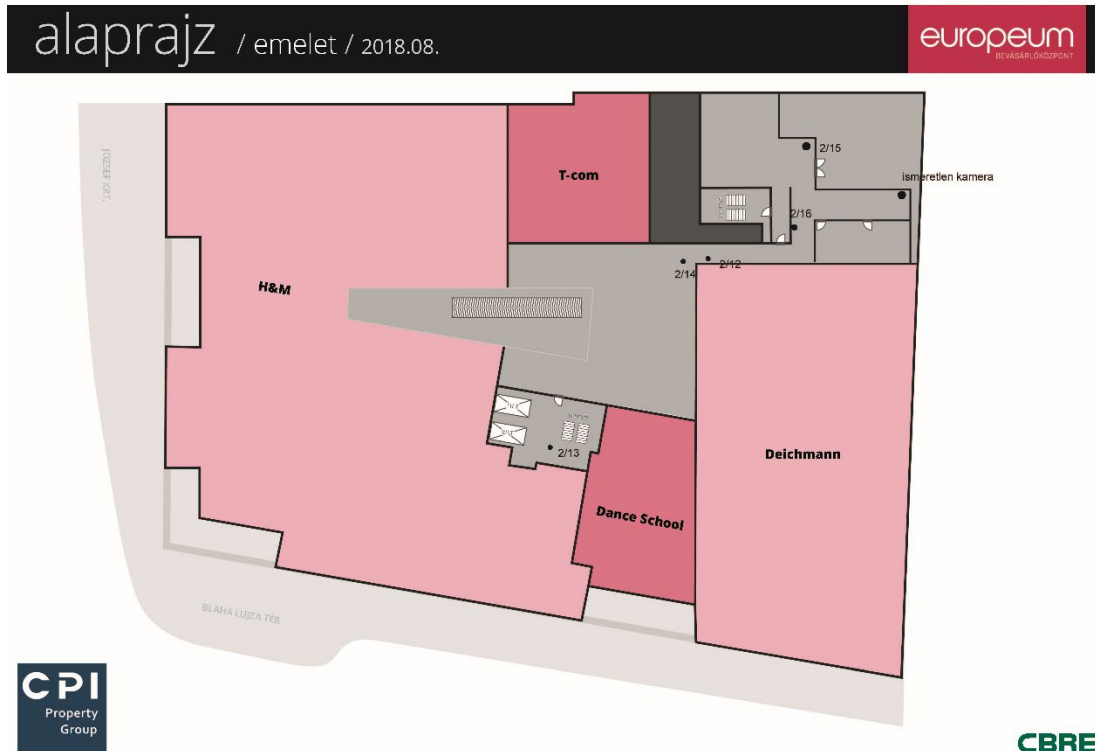 alaprajz / emelet / 2018.08.
europeum
BEVÁSÁRLÓKÖZPONT
JÓZSEF KRT.
T-com
2/15
ismeretlen kamera
2/16
2/14
2/12
H&M
2/13
Deichmann
Dance School
BLAHA LUJZA TÉR
CPI
Property
Group
CBRE